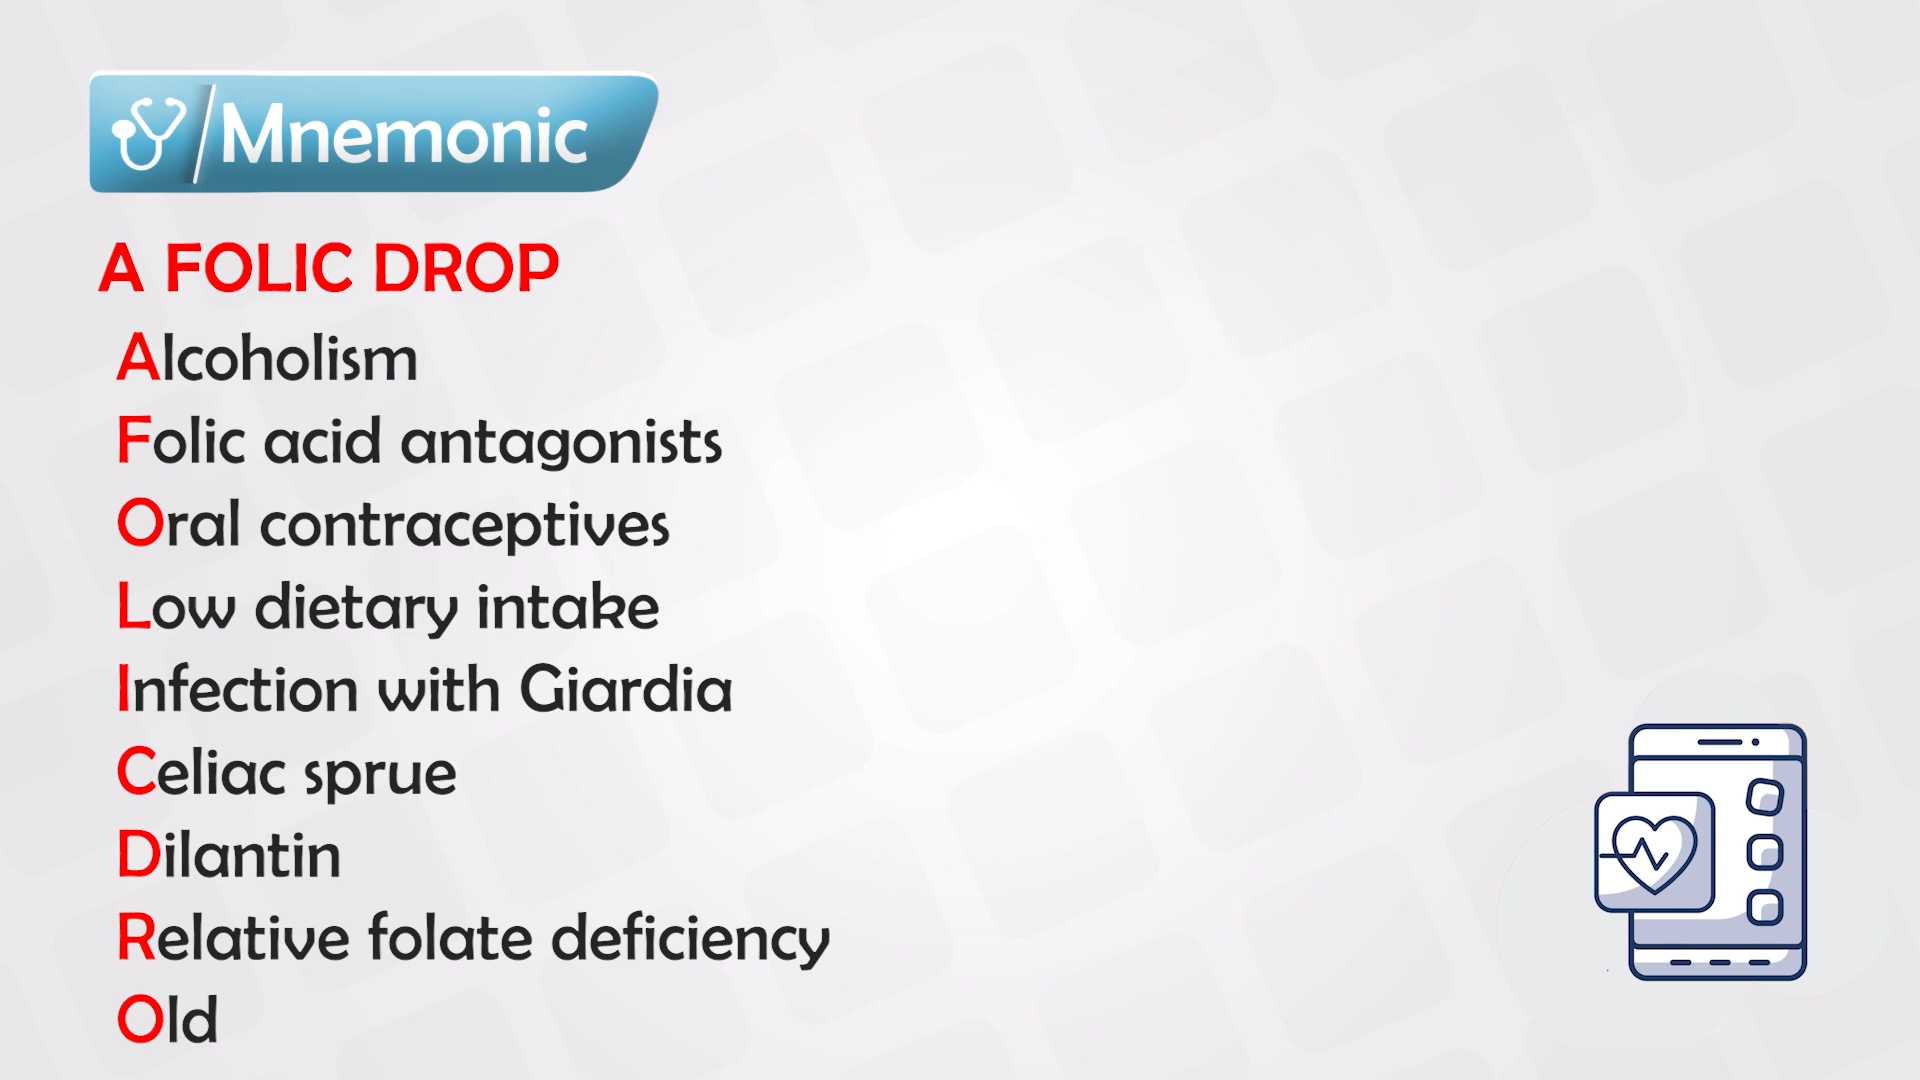 Mnemonic
A FOLIC DROP
Alcoholism
Folic acid antagonists
Oral contraceptives
Low dietary intake
Infection with Giardia
Celiac sprue
Dilantin
Relative folate deficiency
Old